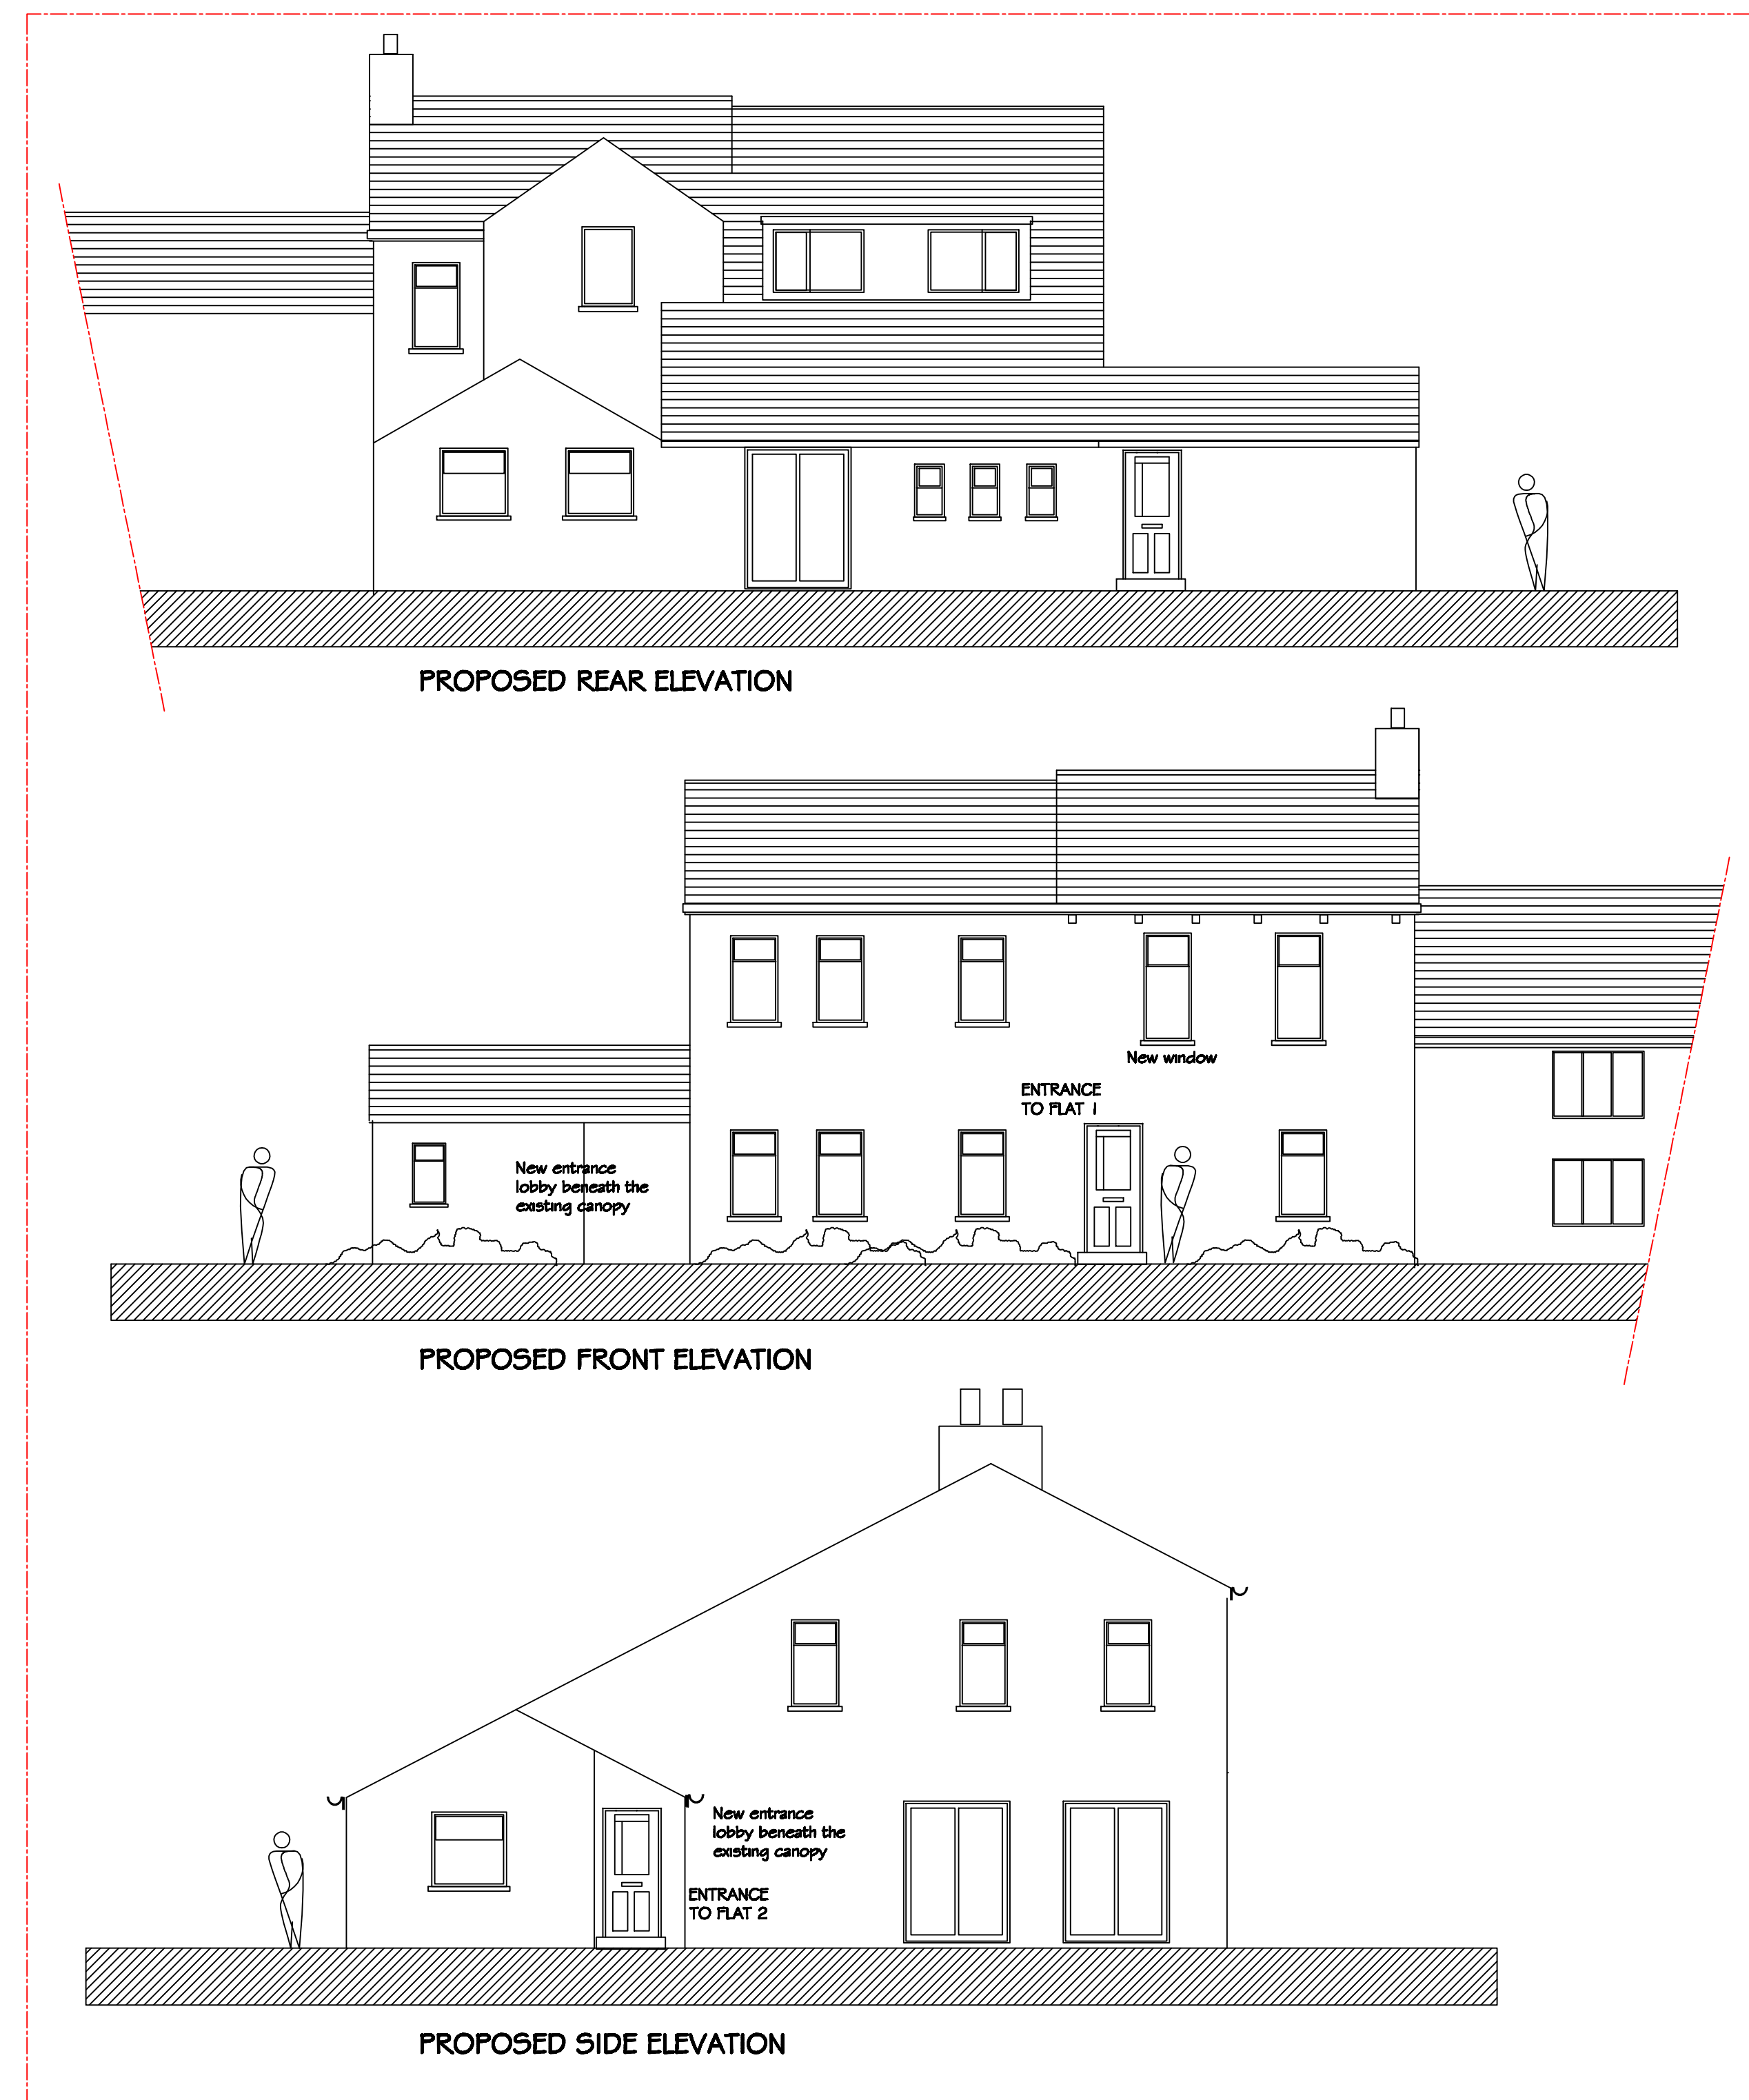 PROPOSED REAR ELEVATION
New window
ENTRANCE
TO FLAT 1
New entrance
lobby beneath the
existing canopy
PROPOSED FRONT ELEVATION
New entrance
lobby beneath the
existing canopy
ENTRANCE
TO FLAT 2
PROPOSED SIDE ELEVATION